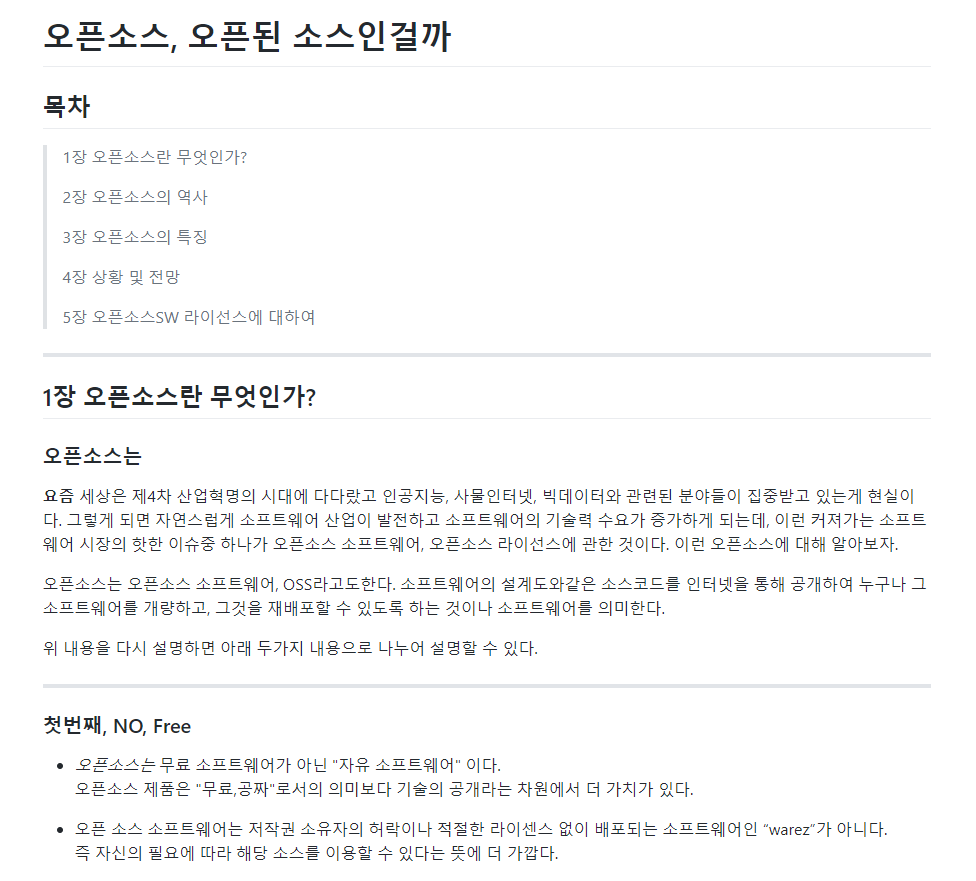 오픈소스, 오픈된 소스인걸까
목차
1장 오픈소스란 무엇인가?
2장 오픈소스의 역사
3장 오픈소스의 특징
4장 상황 및 전망
5장 오픈소스SW 라이선스에 대하여
1장 오픈소스란 무엇인가?
오픈소스는
요즘 세상은 제4차 산업혁명의 시대에 다다랐고 인공지능, 사물인터넷, 빅데이터와 관련된 분야들이 집중받고 있는게 현실이
다. 그렇게 되면 자연스럽게 소프트웨어 산업이 발전하고 소프트웨어의 기술력 수요가 증가하게 되는데, 이런 커져가는 소프트
웨어 시장의 핫한 이슈중 하나가 오픈소스 소프트웨어, 오픈소스 라이선스에 관한 것이다. 이런 오픈소스에 대해 알아보자.
오픈소스는 오픈소스 소프트웨어, OSS라고도한다. 소프트웨어의 설계도와같은 소스코드를 인터넷을 통해 공개하여 누구나 그
소프트웨어를 개량하고, 그것을 재배포할 수 있도록 하는 것이나 소프트웨어를 의미한다.
위 내용을 다시 설명하면 아래 두가지 내용으로 나누어 설명할 수 있다.
첫번째, NO, Free
• 오픈소스는 무료 소프트웨어가 아닌 "자유 소프트웨어" 이다.
오픈소스 제품은 "무료,공짜"로서의 의미보다 기술의 공개라는 차원에서 더 가치가 있다.
• 오픈 소스 소프트웨어는 저작권 소유자의 허락이나 적절한 라이센스 없이 배포되는 소프트웨어인 “warez”가 아니다.
즉 자신의 필요에 따라 해당 소스를 이용할 수 있다는 뜻에 더 가깝다.